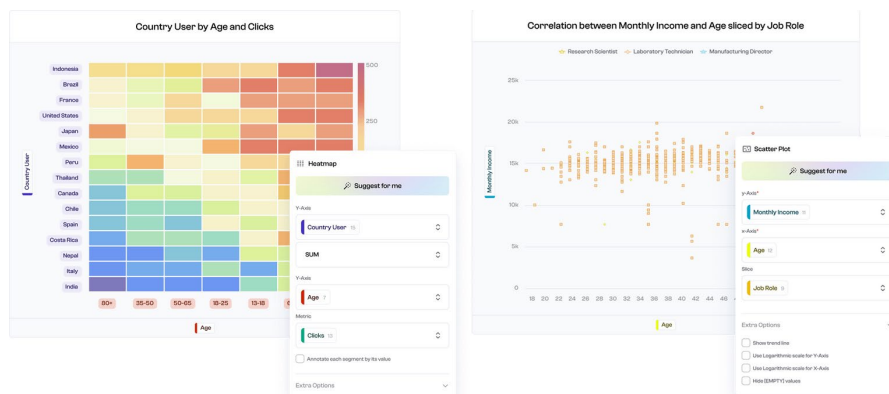 Country User by Age and Clicks
Indonesia
Brazil
France
United States
Japan
Mexico
Peru
Thailand
Canada
Chile
Spain
Costa Rica
Nepal
Italy
India
Country User
500
250
80+
35-50
50-65
18-25
13-18
Age
Heatmap
Suggest for me
Y-Axis
Country User 15
SUM
Y-Axis
Age 7
Metric
Clicks 13
Annotate each segment by its value
Extra Options
Correlation between Monthly Income and Age sliced by Job Role
Research Scientist Laboratory Technician Manufacturing Director
Monthly Income
25k
20k
15k
10k
5k
0
18 20 22 24 26 28 30 32 34 36 38 40 42 44 46
Age
Scatter Plot
Suggest for me
y-Axis*
Monthly Income
x-Axis*
Age
Slice
Job Role
Extra Options
Show trend line
Use Logarithmic scale for Y-Axis
Use Logarithmic scale for X-Axis
Hide [EMPTY] values